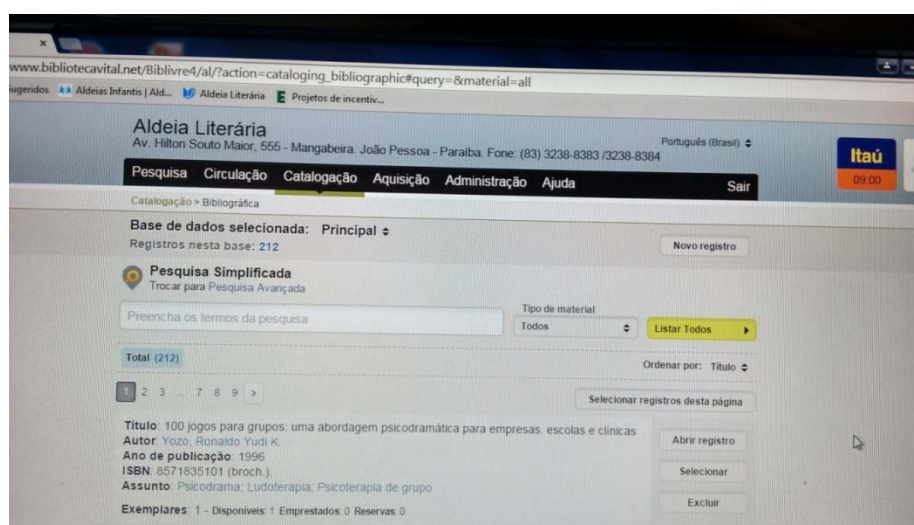 ×
www.bibliotecavital.net/Biblivre4/al/?action=cataloging_bibliographic#query=&material=all
ugeridos Aldeias Infantis | Ald... Aldeia Literária Projetos de incentiv...
Aldeia Literária
Av. Hilton Souto Maior, 555 - Mangabeira. João Pessoa - Paraíba. Fone: (83) 3238-8383 /3238-8384
Português (Brasil)
Itaú
09:00
Pesquisa Circulação Catalogação Aquisição Administração Ajuda Sair
Catalogação > Bibliográfica
Base de dados selecionada: Principal
Registros nesta base: 212
Novo registro
Pesquisa Simplificada
Trocar para Pesquisa Avançada
Preencha os termos da pesquisa
Tipo de material
Todos
Listar Todos
Total (212)
Ordenar por: Título
1 2 3 ... 7 8 9 >
Selecionar registros desta página
Título: 100 jogos para grupos: uma abordagem psicodramática para empresas, escolas e clínicas
Autor: Yozo, Ronaldo Yudi K.
Ano de publicação: 1996
ISBN: 8571835101 (broch.).
Assunto: Psicodrama; Ludoterapia; Psicoterapia de grupo
Exemplares: 1 - Disponíveis: 1 Emprestados: 0 Reservas: 0
Abrir registro
Selecionar
Excluir